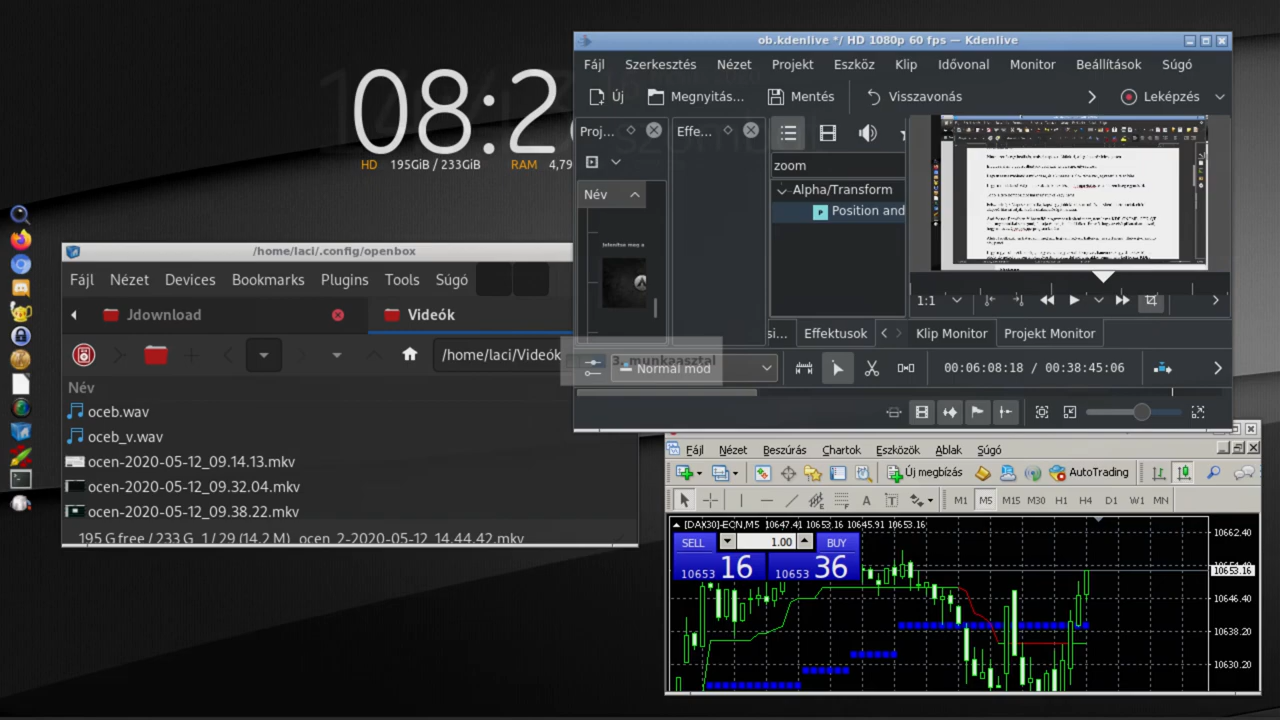 ob.kdenlive */ HD 1080p 60 fps — Kdenlive
Fájl Szerkesztés Nézet Projekt Eszköz Klip Idővonal Monitor Beállítások Súgó
Új Megnyitás... Mentés Visszavonás Leképzés
08:2
HD 195GiB / 233GiB RAM 4,79
Proj... Effe...
zoom
Név
Alpha/Transform
Position and
Jelenítse meg a
1:1
si... Effektusok Klip Monitor Projekt Monitor
3. munkaasztal
Normál mód
00:06:08:18 / 00:38:45:06
/home/laci/.config/openbox
Fájl Nézet Devices Bookmarks Plugins Tools Súgó
Jdownload Videók
/home/laci/Videók
Név
oceb.wav
oceb_v.wav
ocen-2020-05-12_09.14.13.mkv
ocen-2020-05-12_09.32.04.mkv
ocen-2020-05-12_09.38.22.mkv
195 G free / 233 G 1 / 29 (14.2 M) ocen_2-2020-05-12_14.44.42.mkv
Fájl Nézet Beszúrás Chartok Eszközök Ablak Súgó
Új megbízás AutoTrading
A T M1 M5 M15 M30 H1 H4 D1 W1 MN
[DAX30]-ECN,M5 10647.41 10653.16 10645.91 10653.16
SELL 1.00 BUY
10653 16 10653 36
10662.40
10653.16
10646.40
10638.20
10630.20